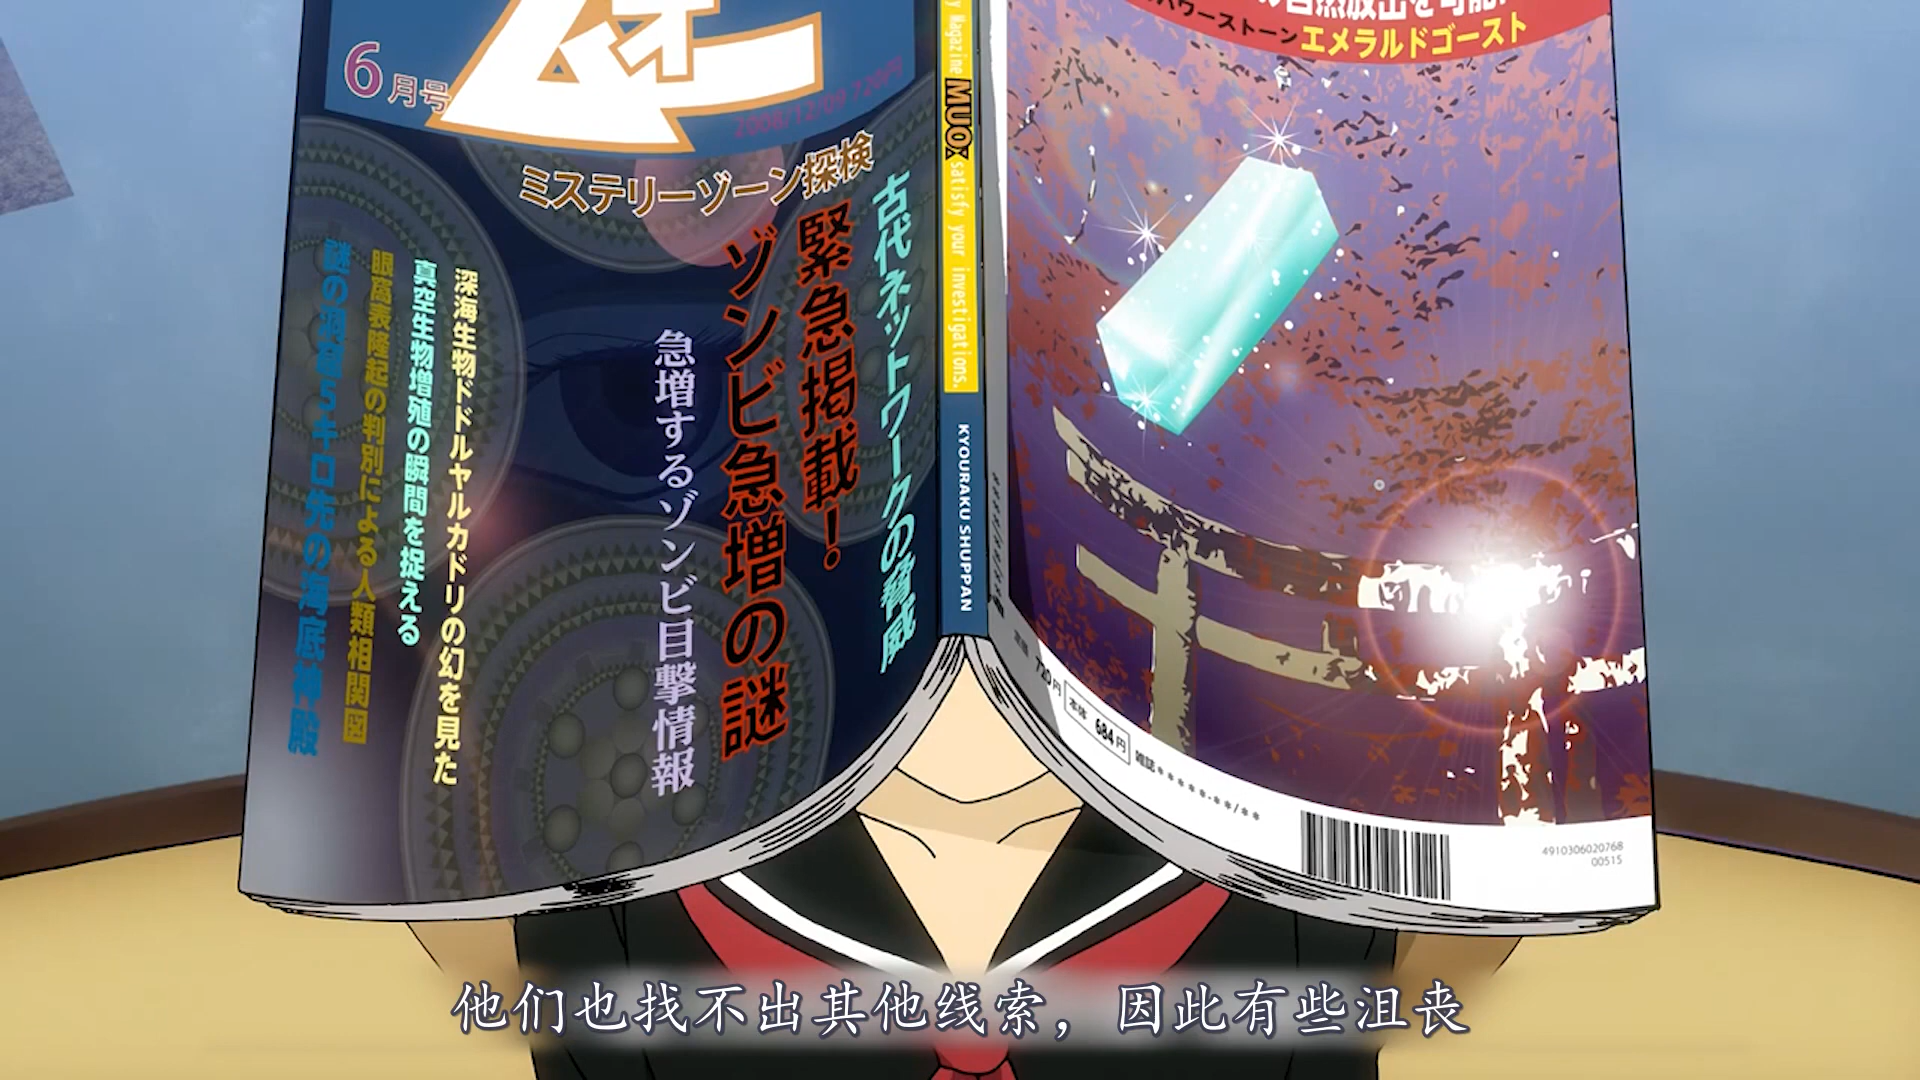 6月号
ムオー
2008/12/09 720円
ミステリーゾーン探検
古代ネットワークの脅威
緊急掲載！
ゾンビ急増の謎
急増するゾンビ目撃情報
深海生物ドドルヤルカドリの幻を見た
真空生物増殖の瞬間を捉える
眼窩表隆起の判別による人類相関図
謎の洞窟5キロ先の海底神殿
y Magazine MUO: satisfy your investigations.
KYOURAKU SHUPPAN
パワーストーンエメラルドゴースト
720円
本体 684円
雑誌＊＊＊＊＊-＊＊/＊＊
4910306020768
00515
他们也找不出其他线索，因此有些沮丧